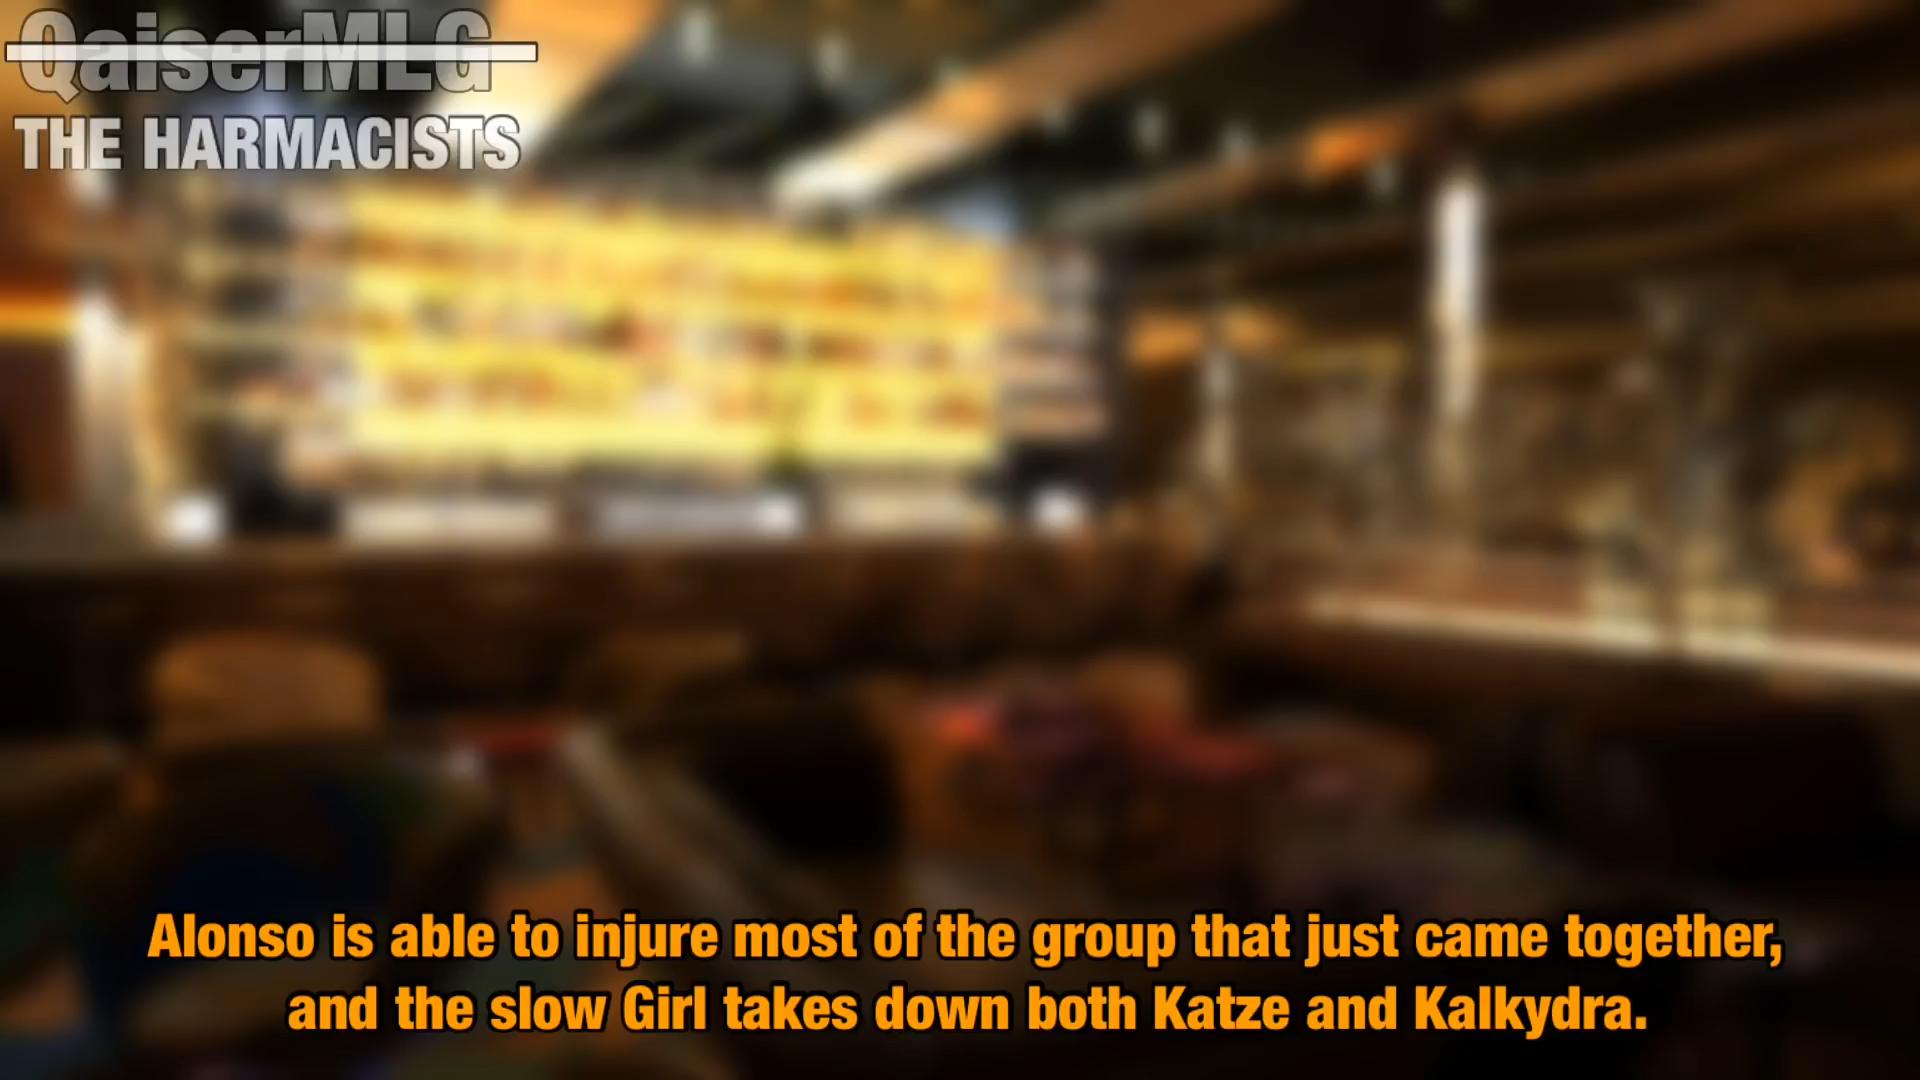 QaiserMLG
THE HARMACISTS
Alonso is able to injure most of the group that just came together,
and the slow Girl takes down both Katze and Kalkydra.